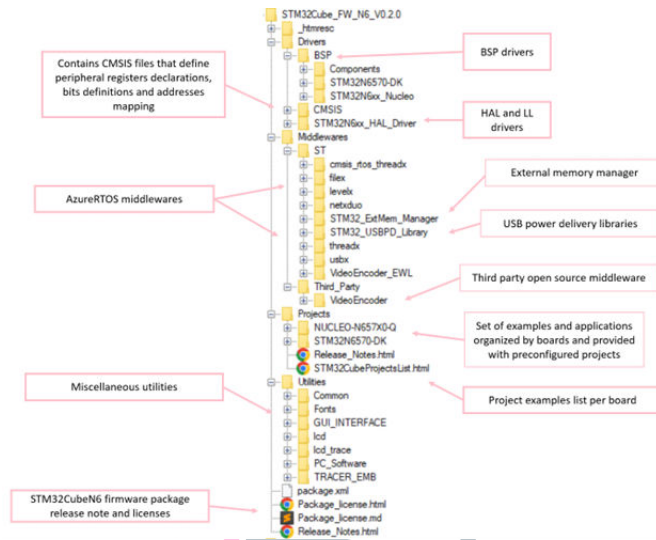 STM32Cube_FW_N6_V0.2.0
_htmresc
Drivers
BSP
Components
STM32N6570-DK
STM32N6xx_Nucleo
CMSIS
STM32N6xx_HAL_Driver
Middlewares
ST
cmsis_rtos_threadx
filex
levelx
netxduo
STM32_ExtMem_Manager
STM32_USBPD_Library
threadx
usbx
VideoEncoder_EWL
Third_Party
VideoEncoder
Projects
NUCLEO-N657X0-Q
STM32N6570-DK
Release_Notes.html
STM32CubeProjectsList.html
Utilities
Common
Fonts
GUI_INTERFACE
lcd
lcd_trace
PC_Software
TRACER_EMB
package.xml
Package_license.html
Package_license.md
Release_Notes.html
Contains CMSIS files that define
peripheral registers declarations,
bits definitions and addresses
mapping
AzureRTOS middlewares
Miscellaneous utilities
STM32CubeN6 firmware package
release note and licenses
BSP drivers
HAL and LL
drivers
External memory manager
USB power delivery libraries
Third party open source middleware
Set of examples and applications
organized by boards and provided
with preconfigured projects
Project examples list per board